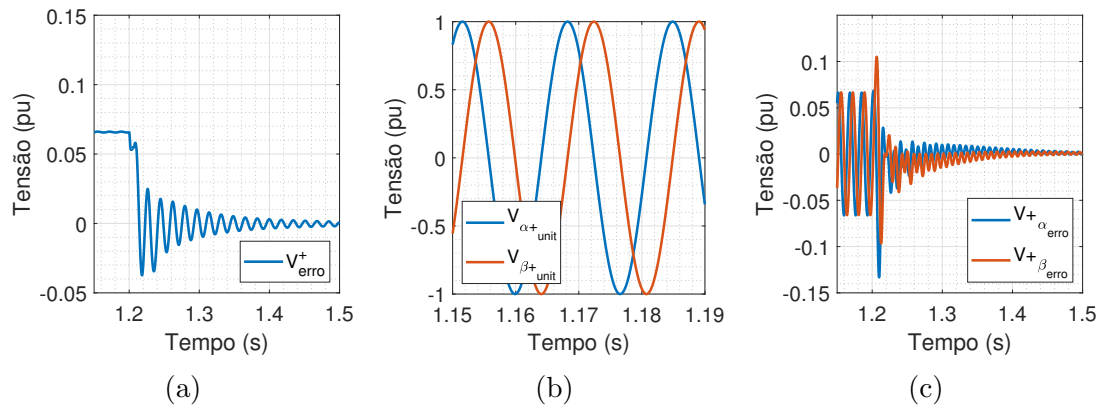 0.15
0.1
0.05
0
-0.05
Tensão (pu)
V+erro
1.2 1.3 1.4 1.5
Tempo (s)
(a)
1
0.5
0
-0.5
-1
Tensão (pu)
Vα+unit
Vβ+unit
1.15 1.16 1.17 1.18 1.19
Tempo (s)
(b)
0.1
0.05
0
-0.05
-0.1
-0.15
Tensão (pu)
V+αerro
V+βerro
1.2 1.3 1.4 1.5
Tempo (s)
(c)